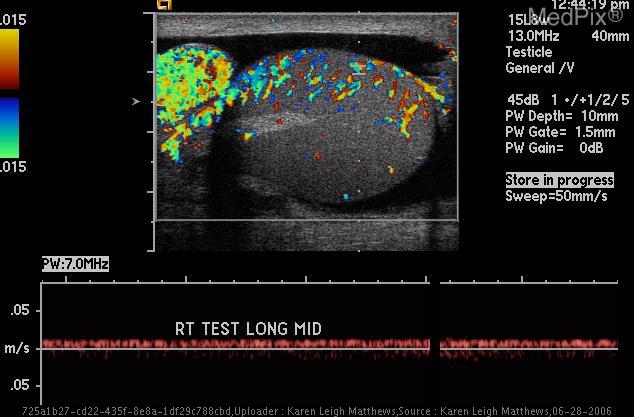 12:44:19 pm
MedPix®
15L8w
13.0MHz 40mm
Testicle
General /V
.015
.015
45dB 1 •/+1/2/5
PW Depth= 10mm
PW Gate= 1.5mm
PW Gain= 0dB
Store in progress
Sweep=50mm/s
PW:7.0MHz
.05
RT TEST LONG MID
m/s
.05
725a1b27-cd22-435f-8e8a-1df29c788cbd,Uploader : Karen Leigh Matthews,Source : Karen Leigh Matthews,06-28-2006